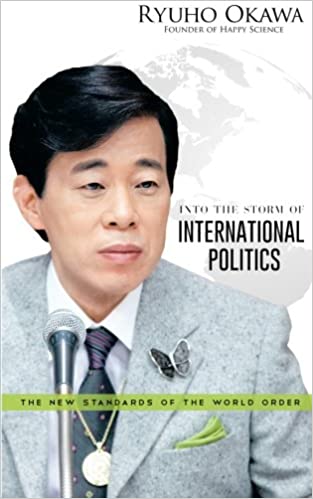 RYUHO OKAWA
FOUNDER OF HAPPY SCIENCE
INTO THE STORM OF
INTERNATIONAL
POLITICS
THE NEW STANDARDS OF THE WORLD ORDER